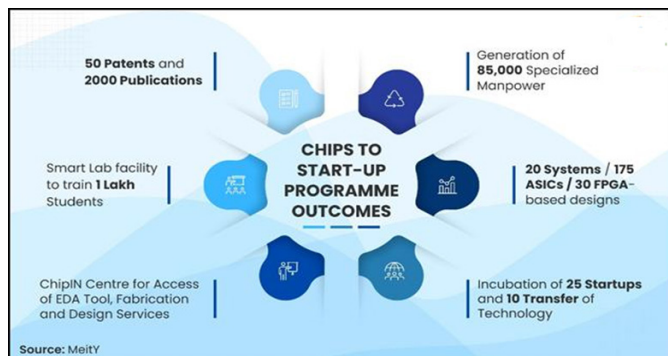 50 Patents and
2000 Publications
Generation of
85,000 Specialized
Manpower
CHIPS TO
START-UP
PROGRAMME
OUTCOMES
Smart Lab facility
to train 1 Lakh
Students
20 Systems / 175
ASICs / 30 FPGA-
based designs
ChipIN Centre for Access
of EDA Tool, Fabrication
and Design Services
Incubation of 25 Startups
and 10 Transfer of
Technology
Source: MeitY